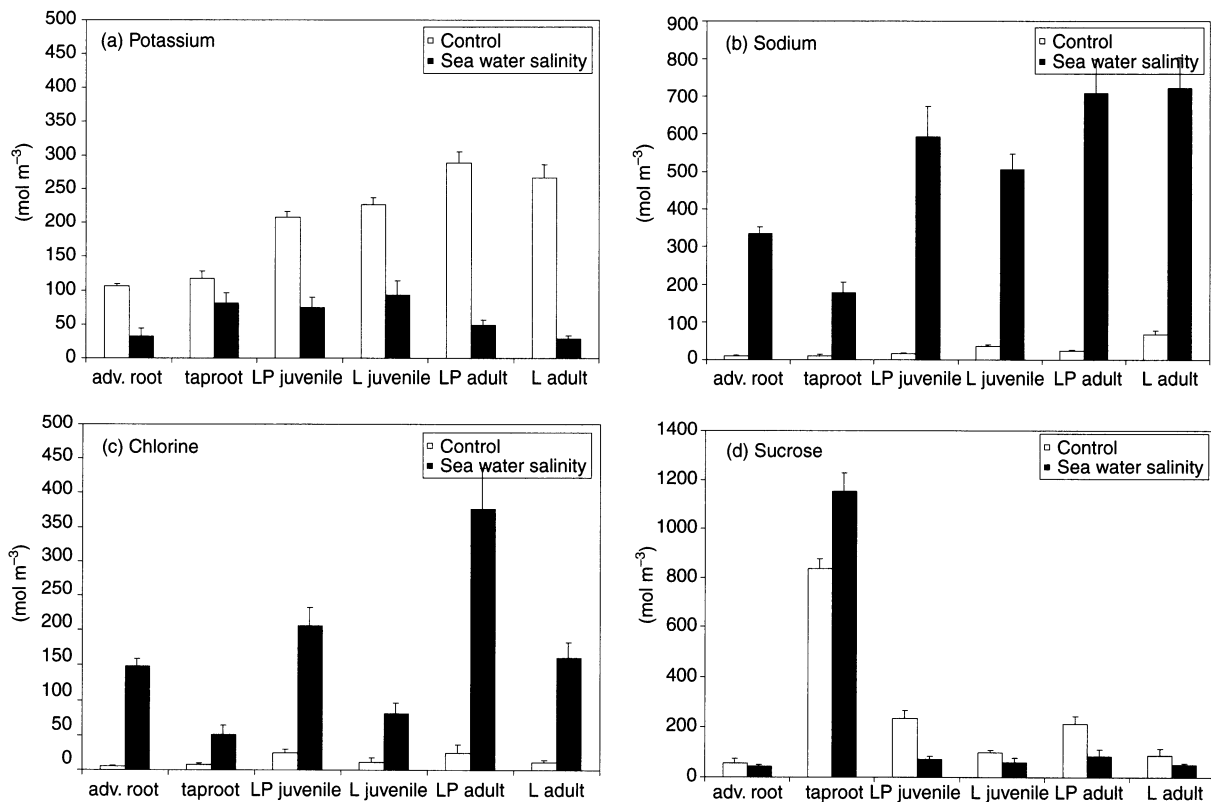 (a) Potassium
Control
Sea water salinity
500
450
400
350
300
250
200
150
100
50
0
(mol m⁻³)
adv. root taproot LP juvenile L juvenile LP adult L adult
(b) Sodium
Control
Sea water salinity
900
800
700
600
500
400
300
200
100
0
(mol m⁻³)
adv. root taproot LP juvenile L juvenile LP adult L adult
(c) Chlorine
Control
Sea water salinity
500
450
400
350
300
250
200
150
100
50
0
(mol m⁻³)
adv. root taproot LP juvenile L juvenile LP adult L adult
(d) Sucrose
Control
Sea water salinity
1400
1200
1000
800
600
400
200
0
(mol m⁻³)
adv. root taproot LP juvenile L juvenile LP adult L adult